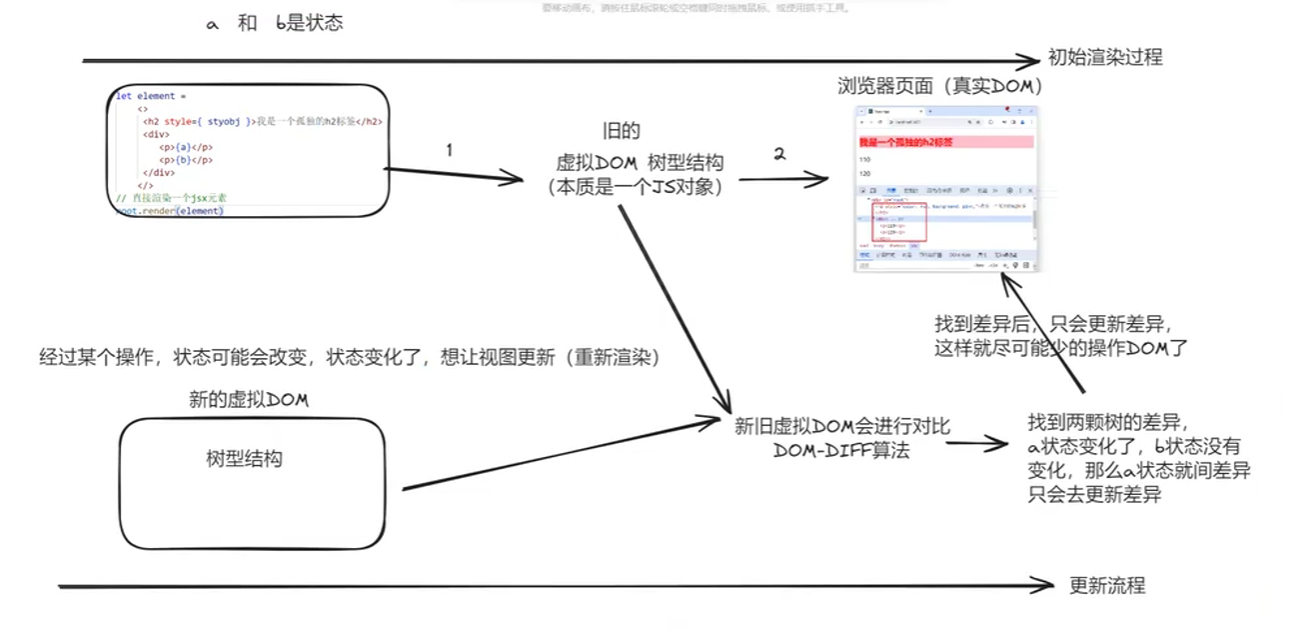 要移动画布，请按住鼠标滚轮或空格键同时拖拽鼠标，或使用抓手工具。
a 和 b是状态
初始渲染过程
浏览器页面（真实DOM）
let element =
<>
<h2 style={ styobj }>我是一个孤独的h2标签</h2>
<div>
<p>{a}</p>
<p>{b}</p>
</div>
</>
// 直接渲染一个jsx元素
root.render(element)
1
旧的
虚拟DOM 树型结构
（本质是一个JS对象）
2
我是一个孤独的h2标签
110
120
找到差异后，只会更新差异，
这样就尽可能少的操作DOM了
经过某个操作，状态可能会改变，状态变化了，想让视图更新（重新渲染）
新的虚拟DOM
树型结构
新旧虚拟DOM会进行对比
DOM-DIFF算法
找到两颗树的差异，
a状态变化了，b状态没有
变化，那么a状态就间差异
只会去更新差异
更新流程